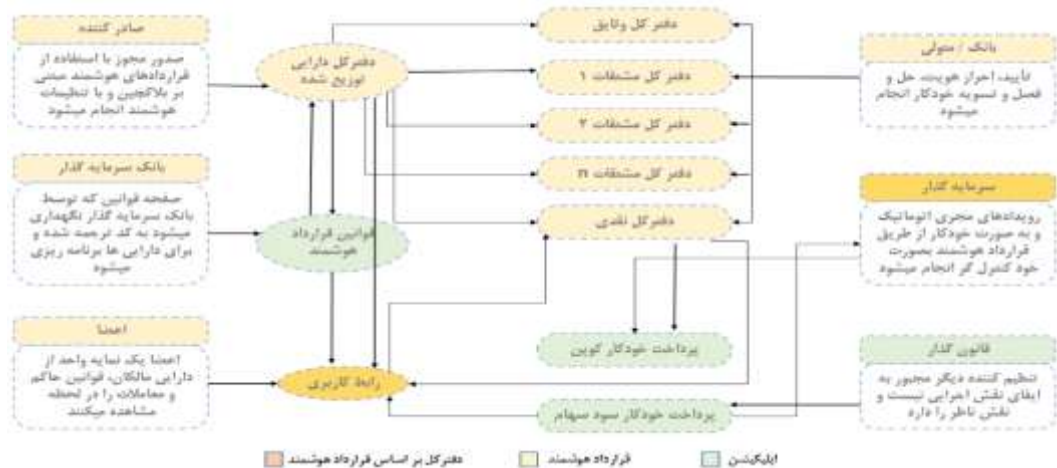 صادر کننده
صدور مجوز با استفاده از
قراردادهای هوشمند مبتنی
بر بلاکچین و با تنظیمات
هوشمند انجام میشود
بانک سرمایه گذار
صفحه قوانین که توسط
بانک سرمایه گذار نگهداری
میشود به کد ترجمه شده و
برای دارایی ها برنامه ریزی
میشود
اعضا
اعضا یک نمایه واحد از
دارایی مالکان، قوانین حاکم
و معاملات را در لحظه
مشاهده میکنند
دفترکل دارایی
توزیع شده
قوانین قرارداد
هوشمند
رابط کاربری
دفتر کل وثایق
دفتر کل مشتقات ۱
دفتر کل مشتقات ۲
دفتر کل مشتقات n
دفترکل نقدی
پرداخت خودکار کوپن
پرداخت خودکار سود سهام
بانک / متولی
تأیید، احراز هویت، حل و
فصل و تسویه خودکار انجام
میشود
سرمایه گذار
رویدادهای مجری اتوماتیک
و به صورت خودکار از طریق
قرارداد هوشمند بصورت
خود کنترل گر انجام میشود
قانون گذار
تنظیم کننده دیگر مجبور به
ایفای نقش اجرایی نیست و
نقش ناظر را دارد
دفترکل بر اساس قرارداد هوشمند
قرارداد هوشمند
اپلیکیشن